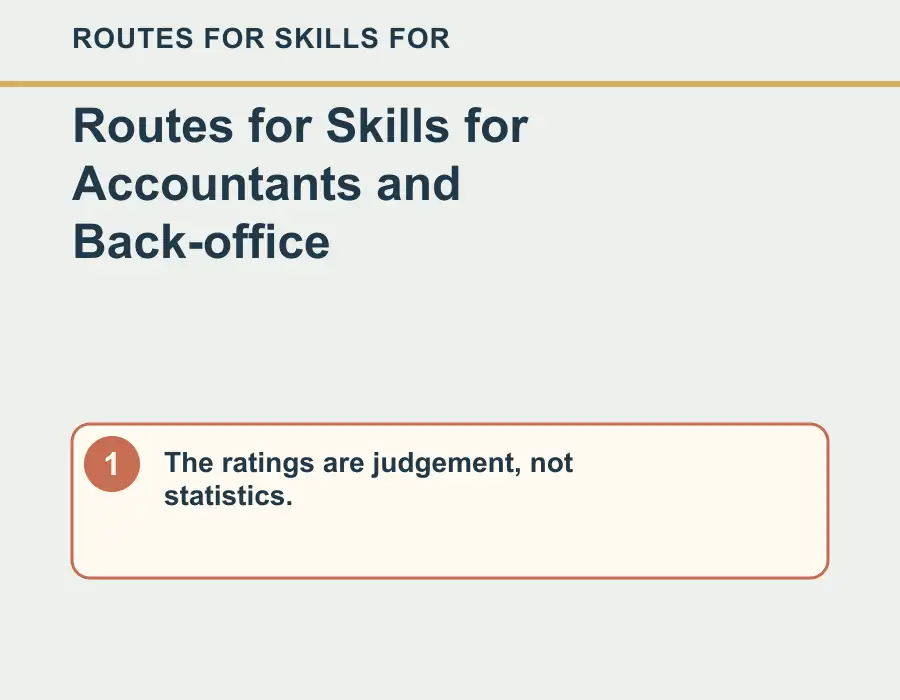 ROUTES FOR SKILLS FOR
Routes for Skills for
Accountants and
Back-office
1
The ratings are judgement, not
statistics.